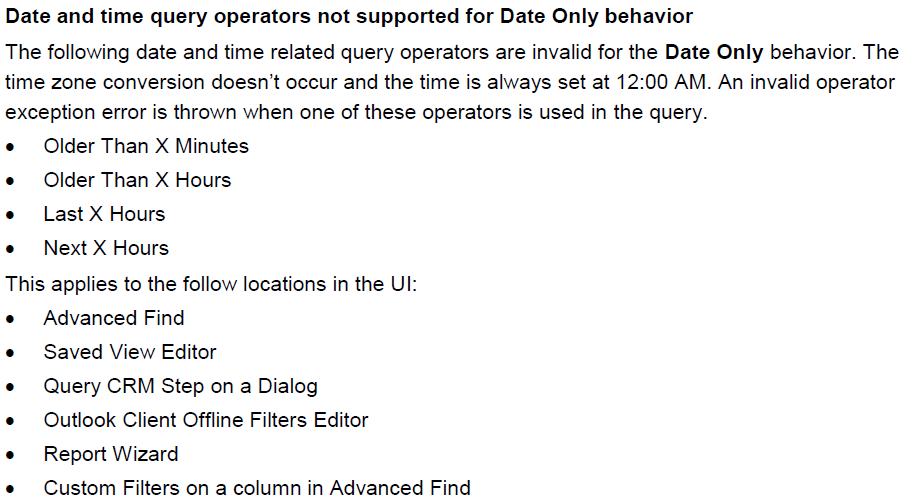 Date and time query operators not supported for Date Only behavior
The following date and time related query operators are invalid for the Date Only behavior. The
time zone conversion doesn't occur and the time is always set at 12:00 AM. An invalid operator
exception error is thrown when one of these operators is used in the query.
• Older Than X Minutes
• Older Than X Hours
• Last X Hours
• Next X Hours
This applies to the follow locations in the UI:
• Advanced Find
• Saved View Editor
• Query CRM Step on a Dialog
• Outlook Client Offline Filters Editor
• Report Wizard
• Custom Filters on a column in Advanced Find